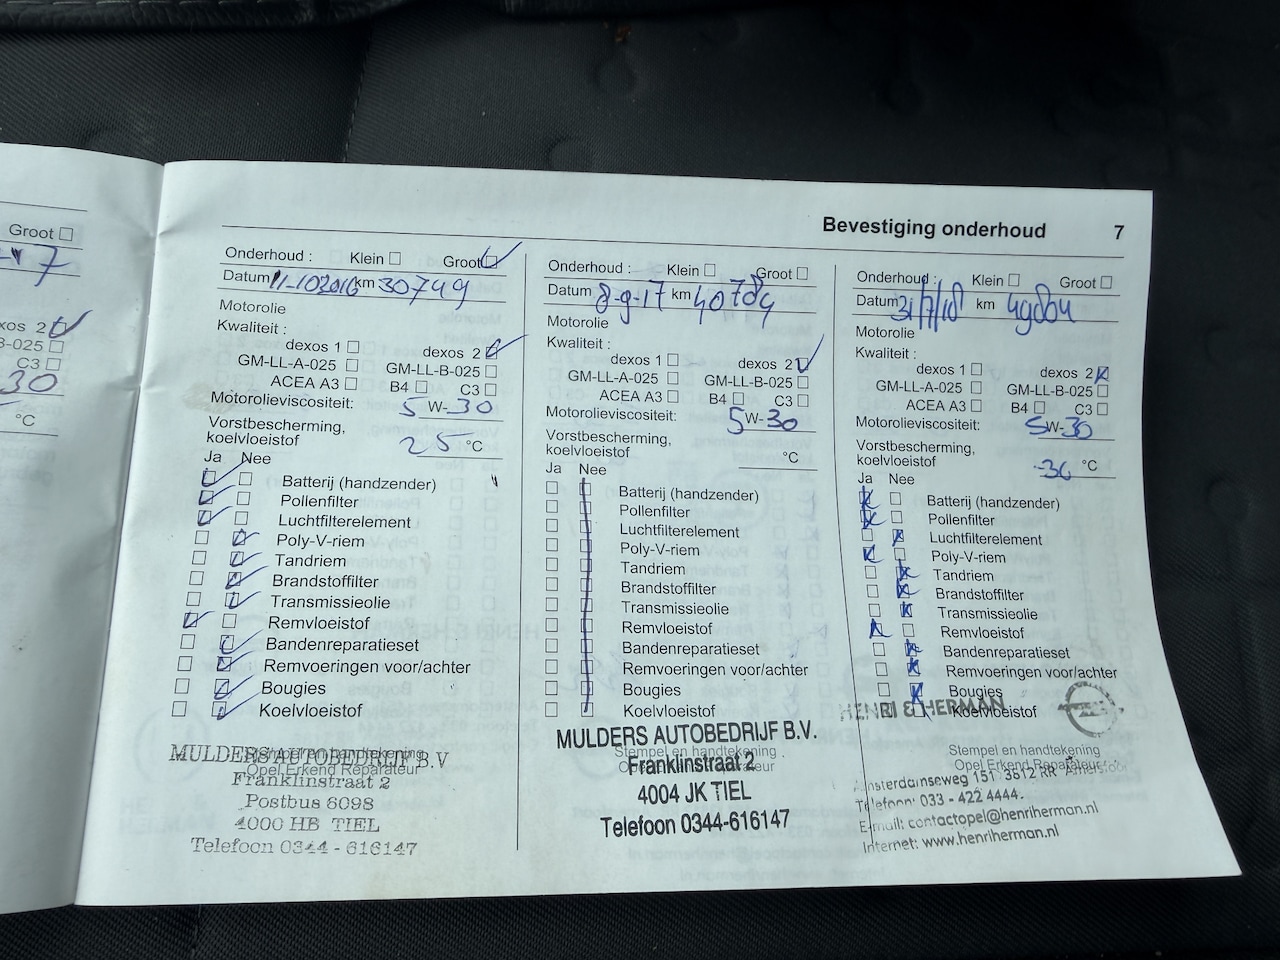 Groot
7
dexos 2
B-025
C3
30
°C
Bevestiging onderhoud 7
Onderhoud : Klein Groot
Datum 11-10 2016 km 30749
Motorolie
Kwaliteit :
dexos 1 dexos 2
GM-LL-A-025 GM-LL-B-025
ACEA A3 B4 C3
Motorolieviscositeit: 5 W-30
Vorstbescherming,
koelvloeistof 25 °C
Ja Nee
Batterij (handzender)
Pollenfilter
Luchtfilterelement
Poly-V-riem
Tandriem
Brandstoffilter
Transmissieolie
Remvloeistof
Bandenreparatieset
Remvoeringen voor/achter
Bougies
Koelvloeistof
Stempel en handtekening
Opel Erkend Reparateur
MULDERS AUTOBEDRIJF B.V
Franklinstraat 2
Postbus 6098
4000 HB TIEL
Telefoon 0344-616147
Onderhoud : Klein Groot
Datum 8-9-17 km 40784
Motorolie
Kwaliteit :
dexos 1 dexos 2
GM-LL-A-025 GM-LL-B-025
ACEA A3 B4 C3
Motorolieviscositeit: 5 W-30
Vorstbescherming,
koelvloeistof °C
Ja Nee
Batterij (handzender)
Pollenfilter
Luchtfilterelement
Poly-V-riem
Tandriem
Brandstoffilter
Transmissieolie
Remvloeistof
Bandenreparatieset
Remvoeringen voor/achter
Bougies
Koelvloeistof
MULDERS AUTOBEDRIJF B.V.
Stempel en handtekening
Opel Erkend Reparateur
Franklinstraat 2
4004 JK TIEL
Telefoon 0344-616147
Onderhoud : Klein Groot
Datum 31/7/18 km 49884
Motorolie
Kwaliteit :
dexos 1 dexos 2
GM-LL-A-025 GM-LL-B-025
ACEA A3 B4 C3
Motorolieviscositeit: 5W-30
Vorstbescherming,
koelvloeistof -36 °C
Ja Nee
Batterij (handzender)
Pollenfilter
Luchtfilterelement
Poly-V-riem
Tandriem
Brandstoffilter
Transmissieolie
Remvloeistof
Bandenreparatieset
Remvoeringen voor/achter
Bougies
Koelvloeistof
HENRI & HERMAN
Stempel en handtekening
Opel Erkend Reparateur
Amsterdamseweg 151 3812 RR Amersfoort
Telefoon: 033 - 422 4444.
E-mail: contactopel@henriherman.nl
Internet: www.henriherman.nl